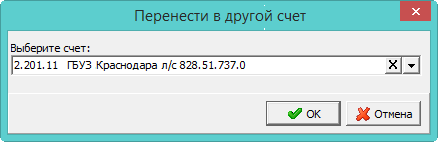 Перенести в другой счет
Выберите счет:
2.201.11 ГБУЗ Краснодара л/с 828.51.737.0
ОК
Отмена